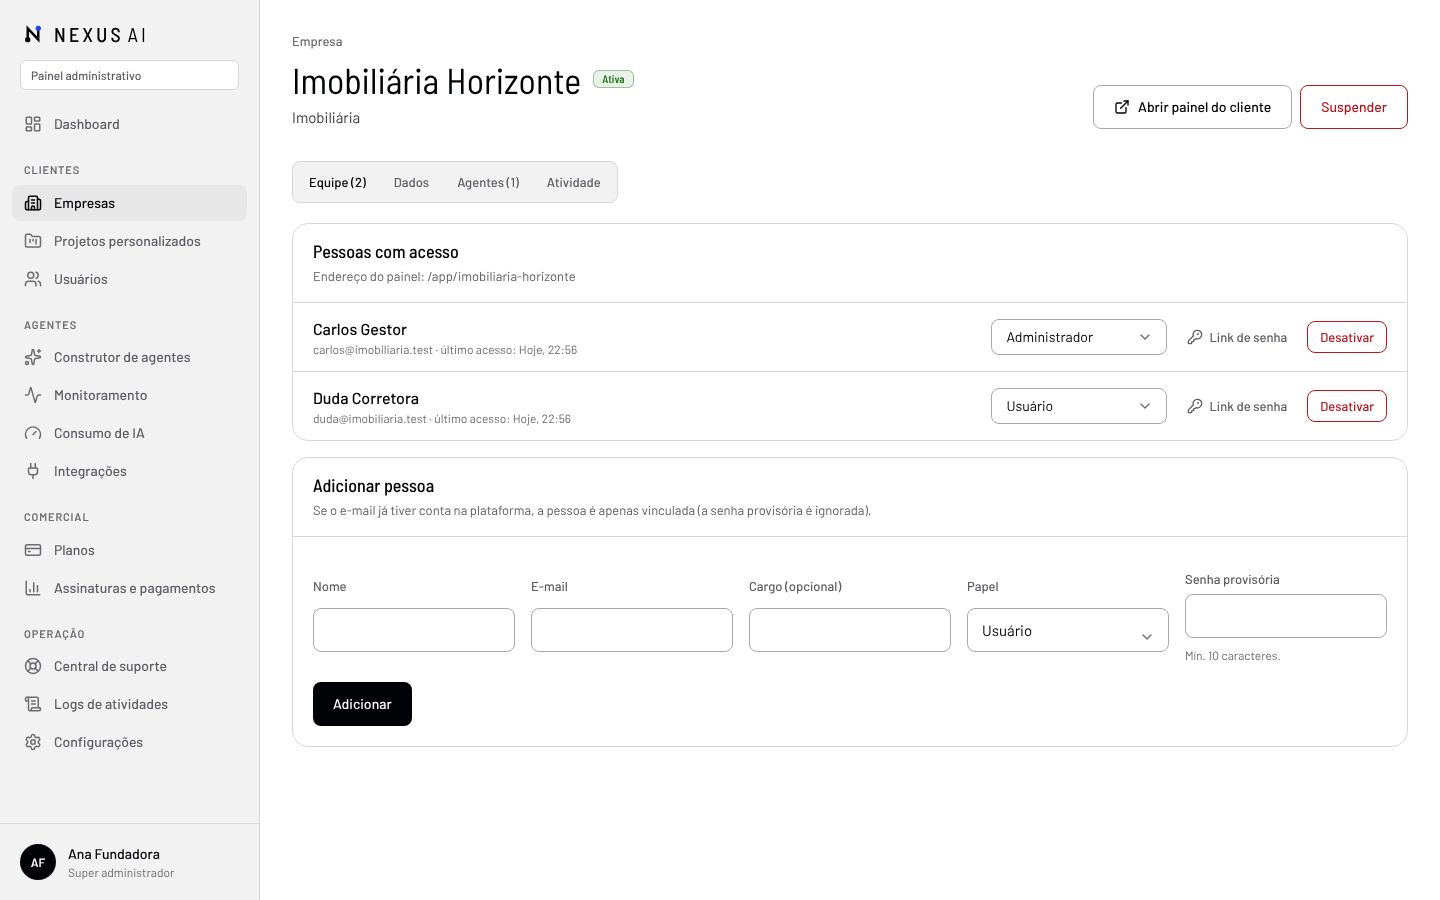 NEXUS AI
Painel administrativo
Dashboard
CLIENTES
Empresas
Projetos personalizados
Usuários
AGENTES
Construtor de agentes
Monitoramento
Consumo de IA
Integrações
COMERCIAL
Planos
Assinaturas e pagamentos
OPERAÇÃO
Central de suporte
Logs de atividades
Configurações
AF
Ana Fundadora
Super administrador
Empresa
Imobiliária Horizonte Ativa
Imobiliária
Abrir painel do cliente Suspender
Equipe (2) Dados Agentes (1) Atividade
Pessoas com acesso
Endereço do painel: /app/imobiliaria-horizonte
Carlos Gestor
carlos@imobiliaria.test · último acesso: Hoje, 22:56
Administrador Link de senha Desativar
Duda Corretora
duda@imobiliaria.test · último acesso: Hoje, 22:56
Usuário Link de senha Desativar
Adicionar pessoa
Se o e-mail já tiver conta na plataforma, a pessoa é apenas vinculada (a senha provisória é ignorada).
Nome E-mail Cargo (opcional) Papel Senha provisória
Usuário
Mín. 10 caracteres.
Adicionar